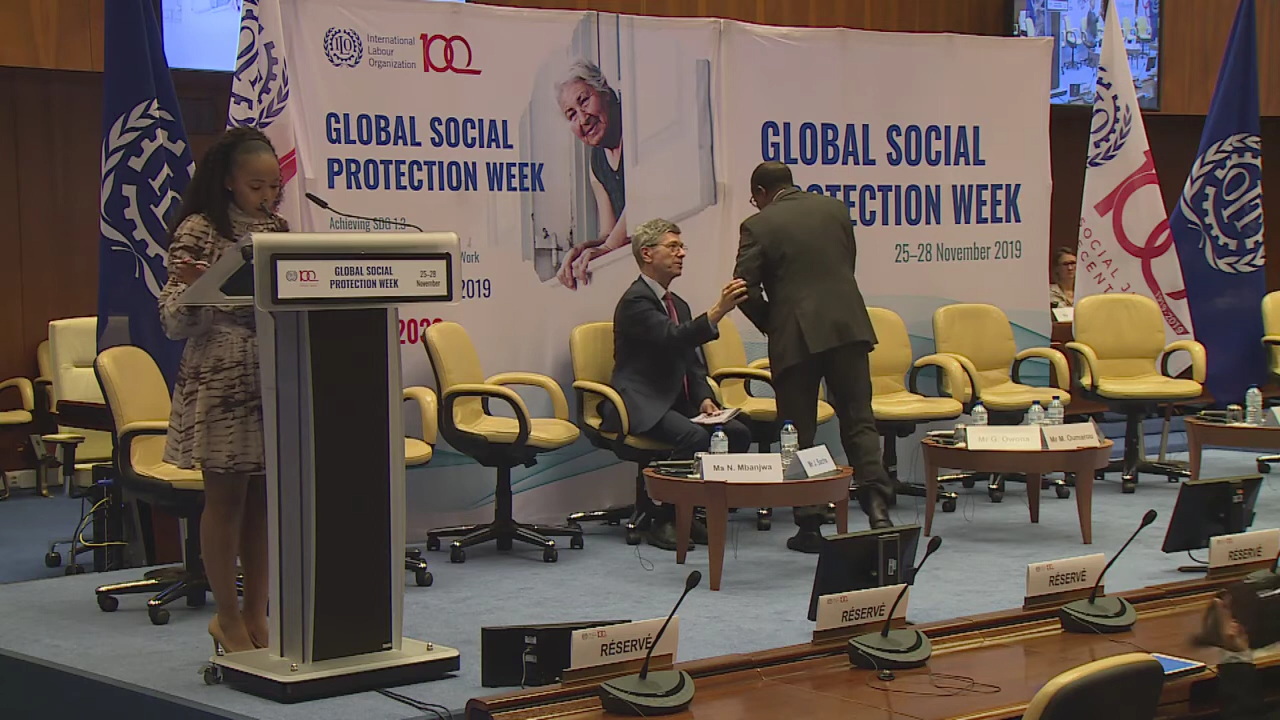 International
Labour
Organization
100
GLOBAL SOCIAL
PROTECTION WEEK
Achieving SDG 1.3
Work
2019
GLOBAL SOCIAL
PROTECTION WEEK
25–28 November 2019
GLOBAL SOCIAL
PROTECTION WEEK
25–28
November
100
SOCIAL
Ms N. Mbanjwa
Mr J. Sachs
Mr G. Owoma
RÉSERVÉ
RÉSERVÉ
RÉSERVÉ
RÉSERVÉ